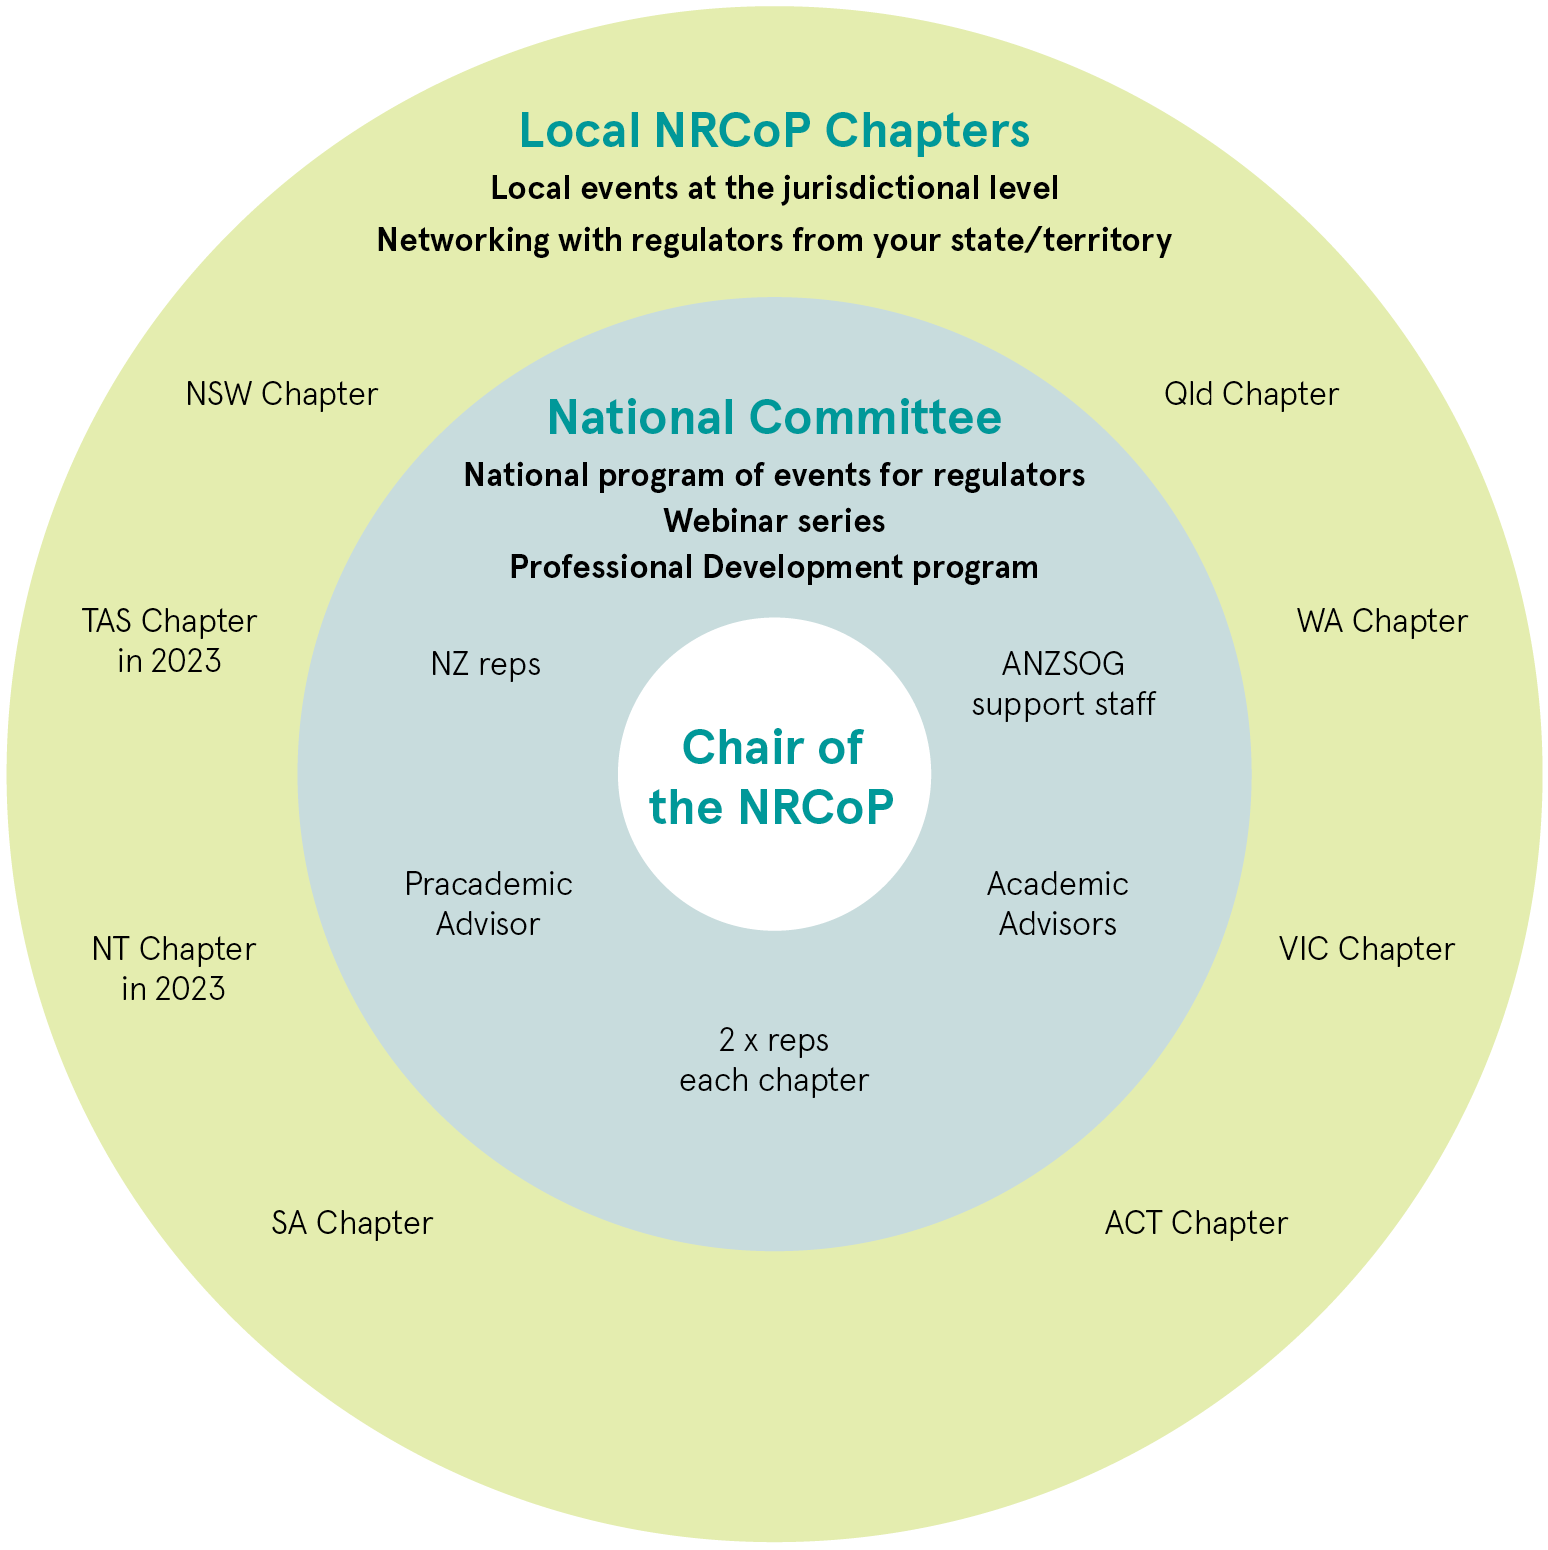 Local NRCoP Chapters
Local events at the jurisdictional level
Networking with regulators from your state/territory
NSW Chapter
Qld Chapter
National Committee
National program of events for regulators
Webinar series
Professional Development program
TAS Chapter
in 2023
WA Chapter
NZ reps
ANZSOG
support staff
Chair of
the NRCoP
Pracademic
Advisor
Academic
Advisors
NT Chapter
in 2023
VIC Chapter
2 x reps
each chapter
SA Chapter
ACT Chapter